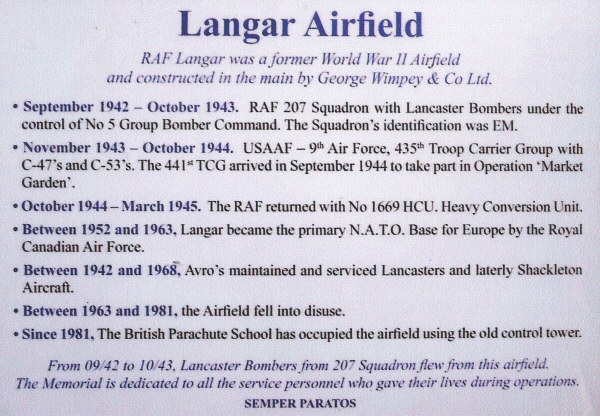 Langar Airfield
RAF Langar was a former World War II Airfield
and constructed in the main by George Wimpey & Co Ltd.
• September 1942 – October 1943. RAF 207 Squadron with Lancaster Bombers under the
control of No 5 Group Bomber Command. The Squadron's identification was EM.
• November 1943 – October 1944. USAAF – 9th Air Force, 435th Troop Carrier Group with
C-47's and C-53's. The 441st TCG arrived in September 1944 to take part in Operation 'Market
Garden'.
• October 1944 – March 1945. The RAF returned with No 1669 HCU. Heavy Conversion Unit.
• Between 1952 and 1963, Langar became the primary N.A.T.O. Base for Europe by the Royal
Canadian Air Force.
• Between 1942 and 1968, Avro's maintained and serviced Lancasters and laterly Shackleton
Aircraft.
• Between 1963 and 1981, the Airfield fell into disuse.
• Since 1981, The British Parachute School has occupied the airfield using the old control tower.
From 09/42 to 10/43, Lancaster Bombers from 207 Squadron flew from this airfield.
The Memorial is dedicated to all the service personnel who gave their lives during operations.
SEMPER PARATOS